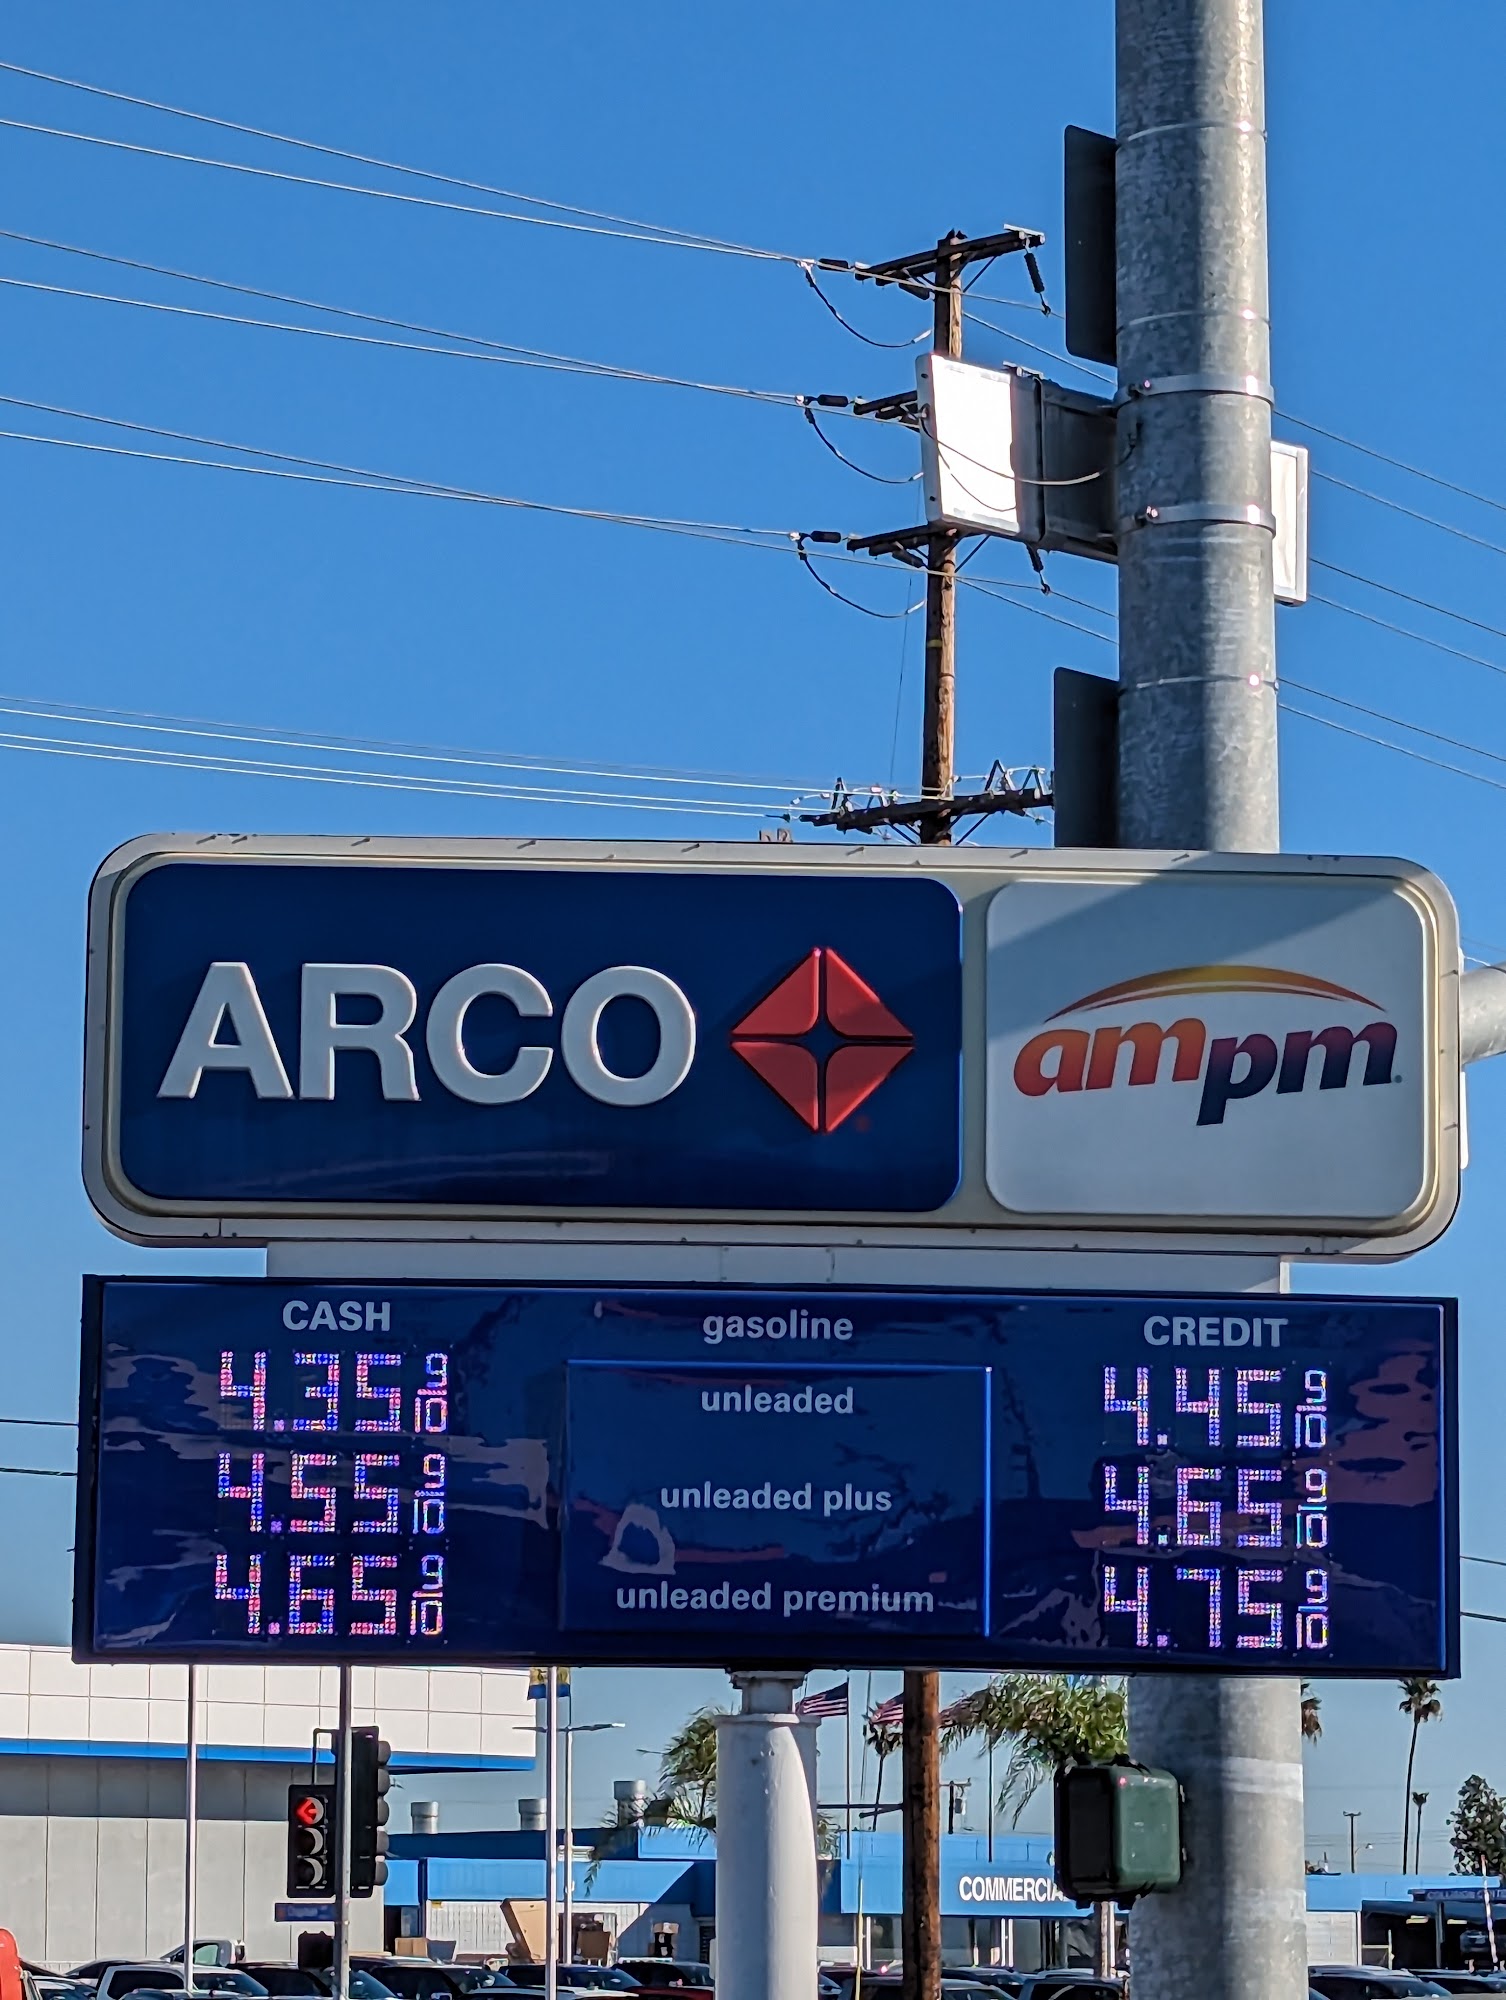 ARCO
ampm
CASH gasoline CREDIT
4.35 9/10 unleaded 4.45 9/10
4.55 9/10 unleaded plus 4.65 9/10
4.65 9/10 unleaded premium 4.75 9/10
COMMERCIA